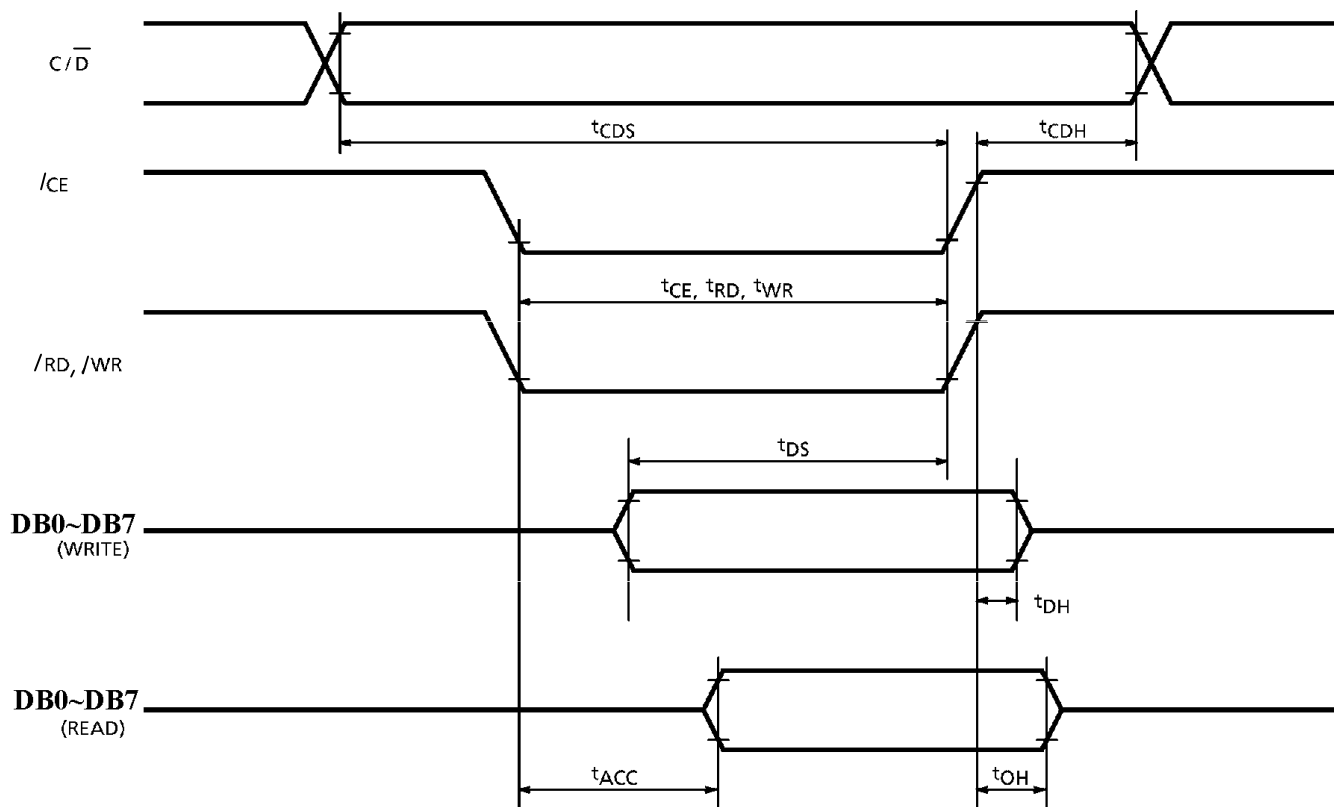 C/D̅
tCDS
tCDH
/CE
tCE, tRD, tWR
/RD, /WR
tDS
DB0~DB7
(WRITE)
tDH
DB0~DB7
(READ)
tACC
tOH